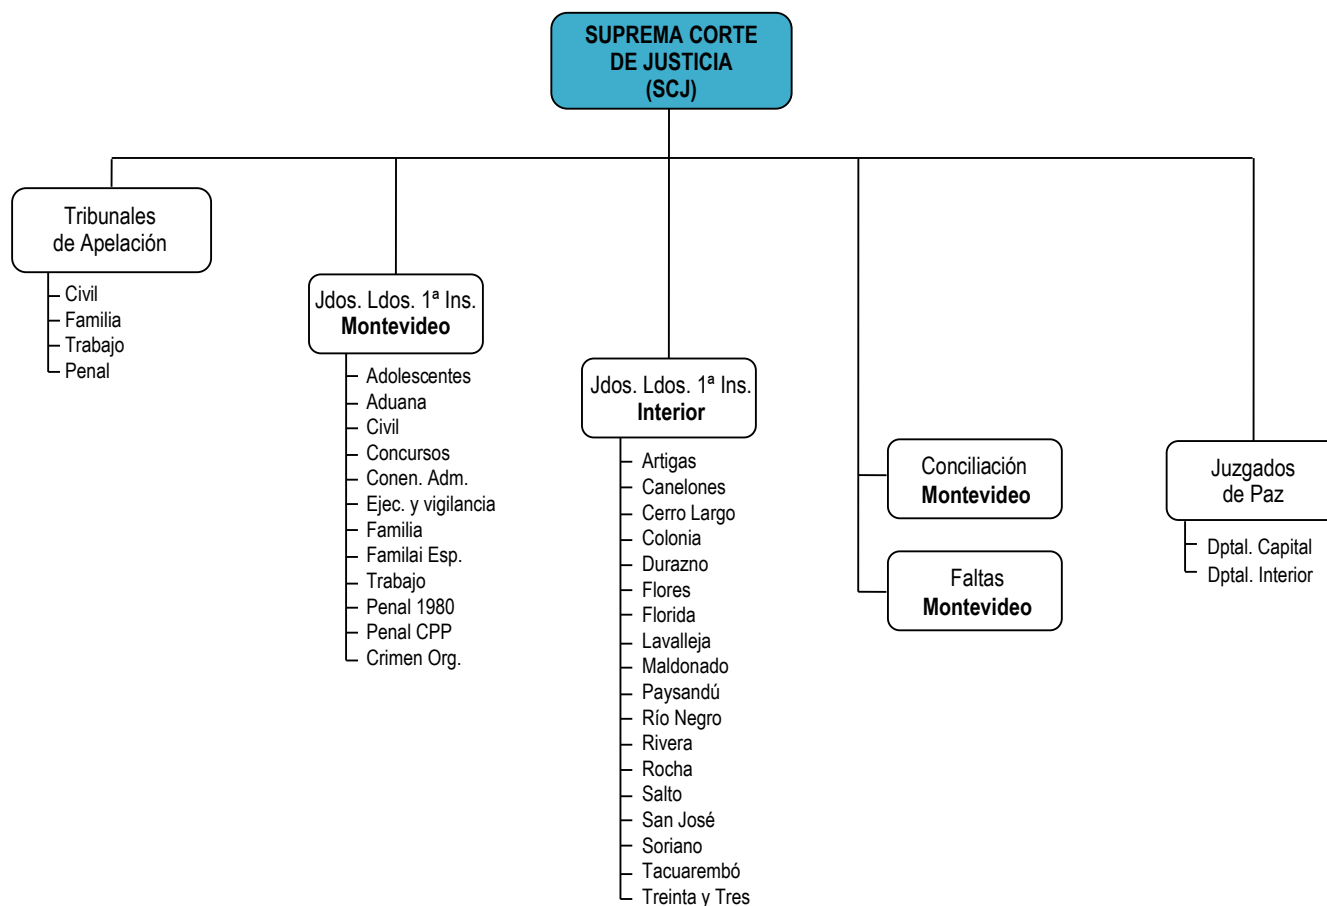 SUPREMA CORTE
DE JUSTICIA
(SCJ)
Tribunales
de Apelación
Civil
Familia
Trabajo
Penal
Jdos. Ldos. 1ª Ins.
Montevideo
Adolescentes
Aduana
Civil
Concursos
Conen. Adm.
Ejec. y vigilancia
Familia
Familai Esp.
Trabajo
Penal 1980
Penal CPP
Crimen Org.
Jdos. Ldos. 1ª Ins.
Interior
Artigas
Canelones
Cerro Largo
Colonia
Durazno
Flores
Florida
Lavalleja
Maldonado
Paysandú
Río Negro
Rivera
Rocha
Salto
San José
Soriano
Tacuarembó
Treinta y Tres
Conciliación
Montevideo
Faltas
Montevideo
Juzgados
de Paz
Dptal. Capital
Dptal. Interior